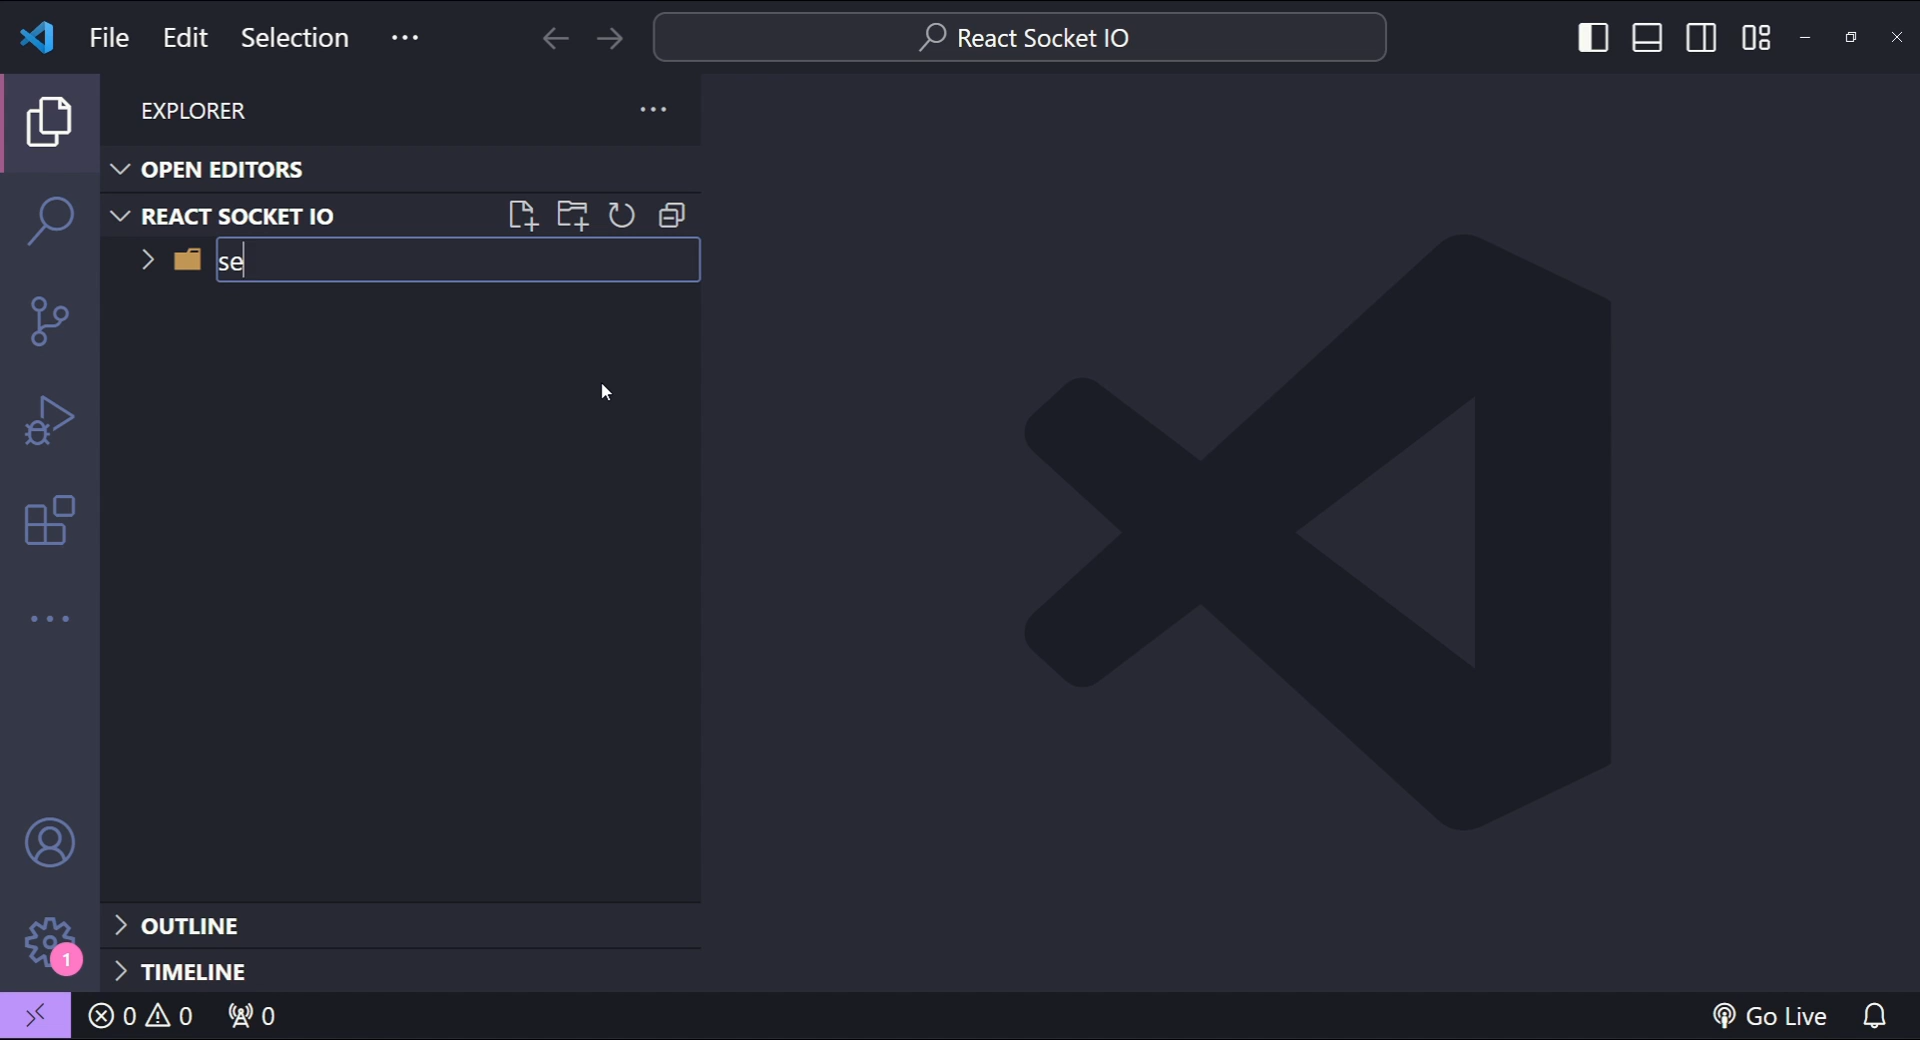 File Edit Selection ··· React Socket IO
EXPLORER ···
OPEN EDITORS
REACT SOCKET IO
se
OUTLINE
1
TIMELINE
0 0 0 Go Live